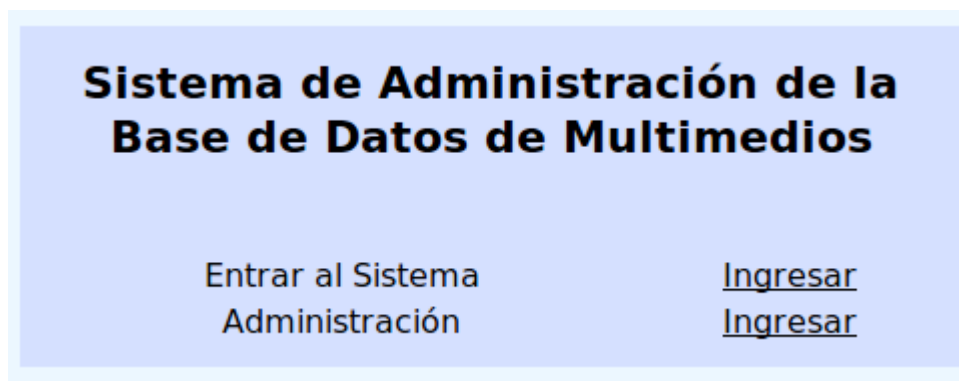 Sistema de Administración de la
Base de Datos de Multimedios
Entrar al Sistema Ingresar
Administración Ingresar